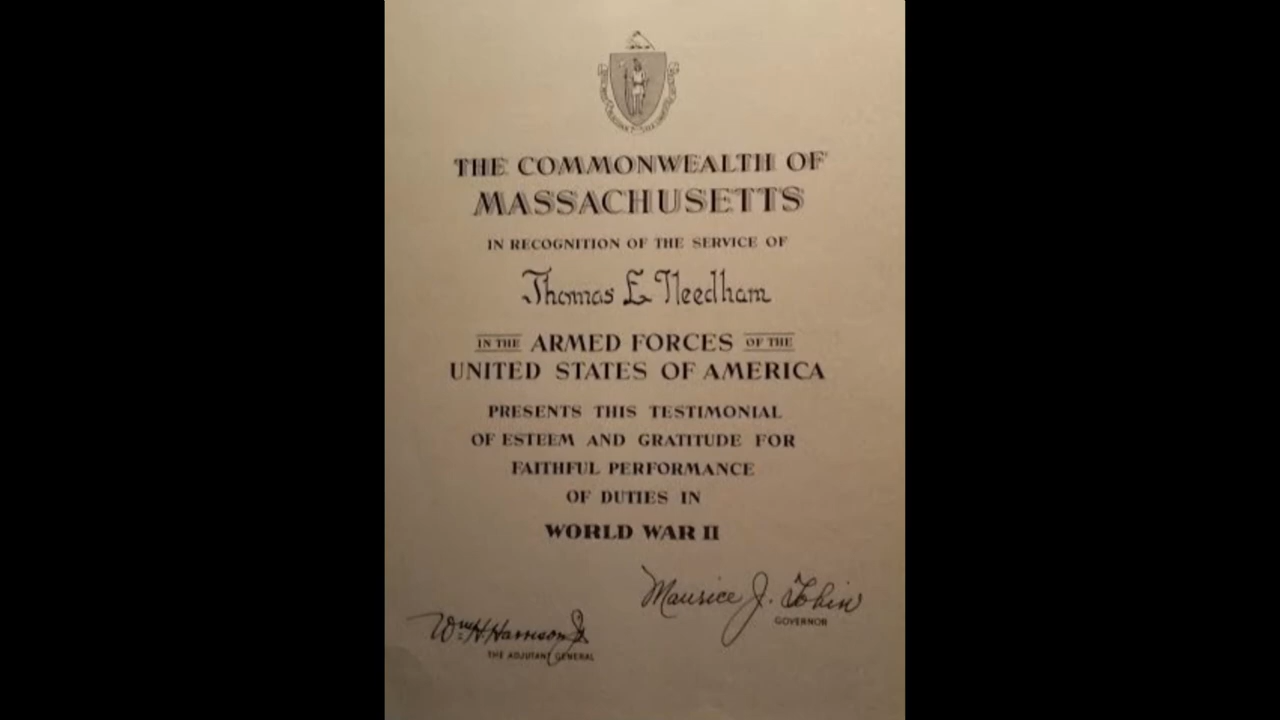 THE COMMONWEALTH OF
MASSACHUSETTS
IN RECOGNITION OF THE SERVICE OF
Thomas E Needham
IN THE ARMED FORCES OF THE
UNITED STATES OF AMERICA
PRESENTS THIS TESTIMONIAL
OF ESTEEM AND GRATITUDE FOR
FAITHFUL PERFORMANCE
OF DUTIES IN
WORLD WAR II
Maurice J. Tobin
GOVERNOR
Wm. H. Harrison Jr.
THE ADJUTANT GENERAL